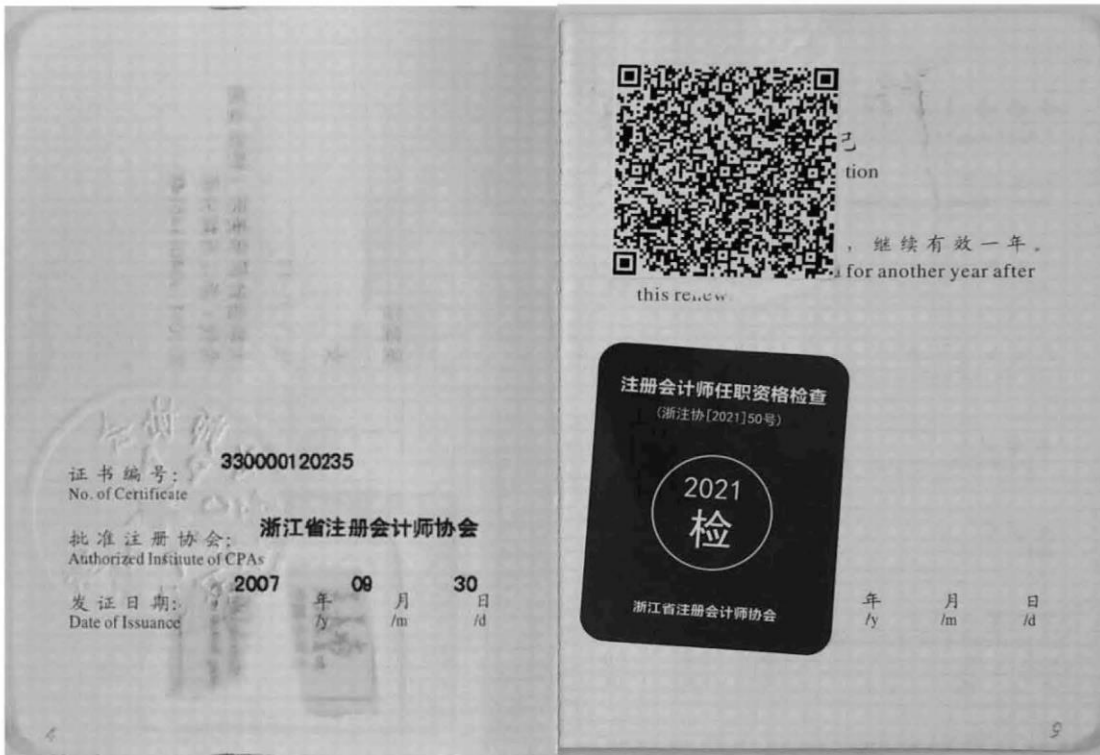 证书编号: 330000120235
No. of Certificate
批准注册协会: 浙江省注册会计师协会
Authorized Institute of CPAs
发证日期: 2007 年 09 月 30 日
Date of Issuance /y /m /d
4
tion
,继续有效一年。
for another year after
this renew
注册会计师任职资格检查
(浙注协[2021]50号)
2021
检
浙江省注册会计师协会
年 月 日
/y /m /d
5